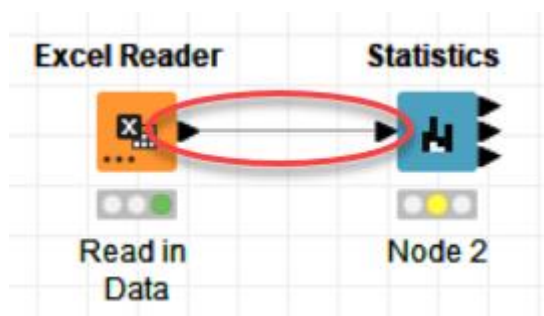 Excel Reader
Statistics
X
Read in
Data
Node 2